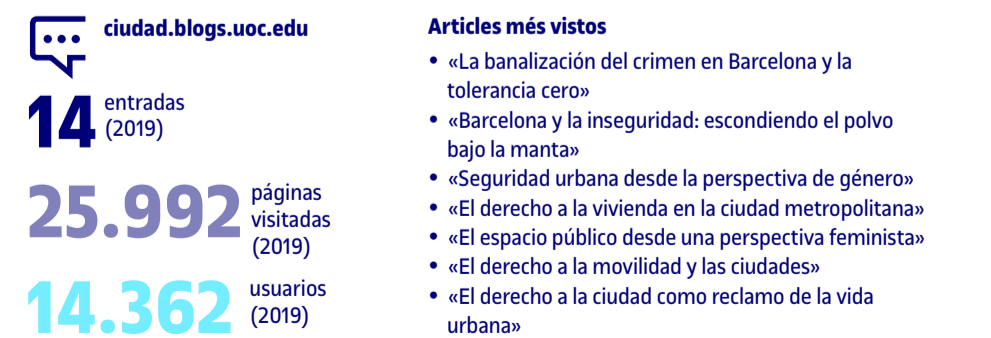 ciudad.blogs.uoc.edu
14
entradas
(2019)
25.992
páginas
visitadas
(2019)
14.362
usuarios
(2019)
Articles més vistos
• «La banalización del crimen en Barcelona y la
tolerancia cero»
• «Barcelona y la inseguridad: escondiendo el polvo
bajo la manta»
• «Seguridad urbana desde la perspectiva de género»
• «El derecho a la vivienda en la ciudad metropolitana»
• «El espacio público desde una perspectiva feminista»
• «El derecho a la movilidad y las ciudades»
• «El derecho a la ciudad como reclamo de la vida
urbana»